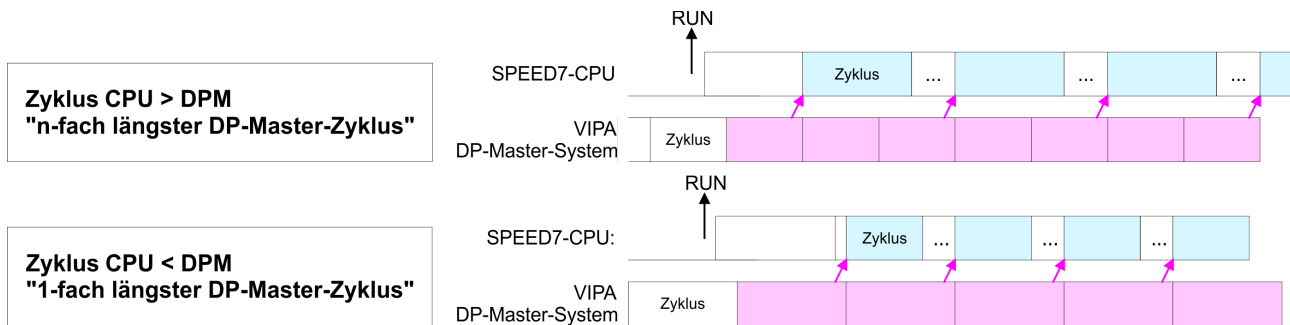 RUN
Zyklus CPU > DPM
"n-fach längster DP-Master-Zyklus"
SPEED7-CPU
Zyklus
...
...
...
VIPA
DP-Master-System
Zyklus
RUN
Zyklus CPU < DPM
"1-fach längster DP-Master-Zyklus"
SPEED7-CPU:
Zyklus
...
...
...
VIPA
DP-Master-System
Zyklus